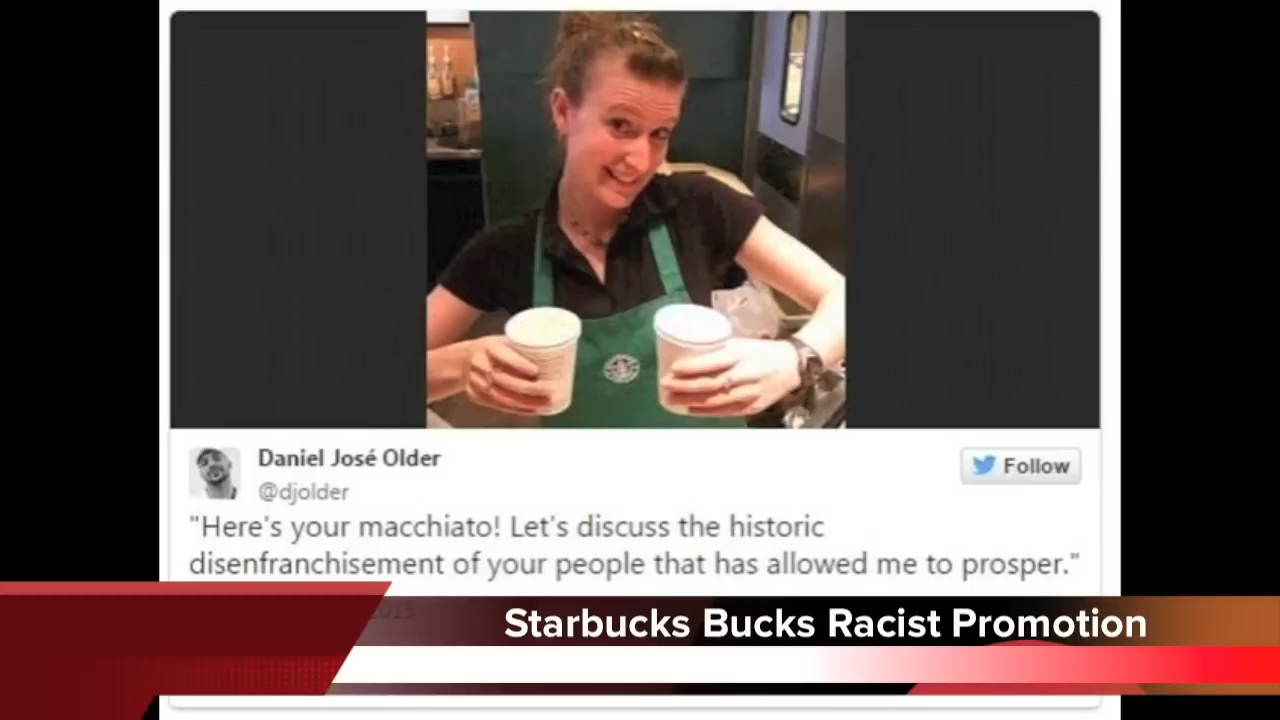 Daniel José Older
@djolder
Follow
"Here's your macchiato! Let's discuss the historic
disenfranchisement of your people that has allowed me to prosper."
2015
Starbucks Bucks Racist Promotion